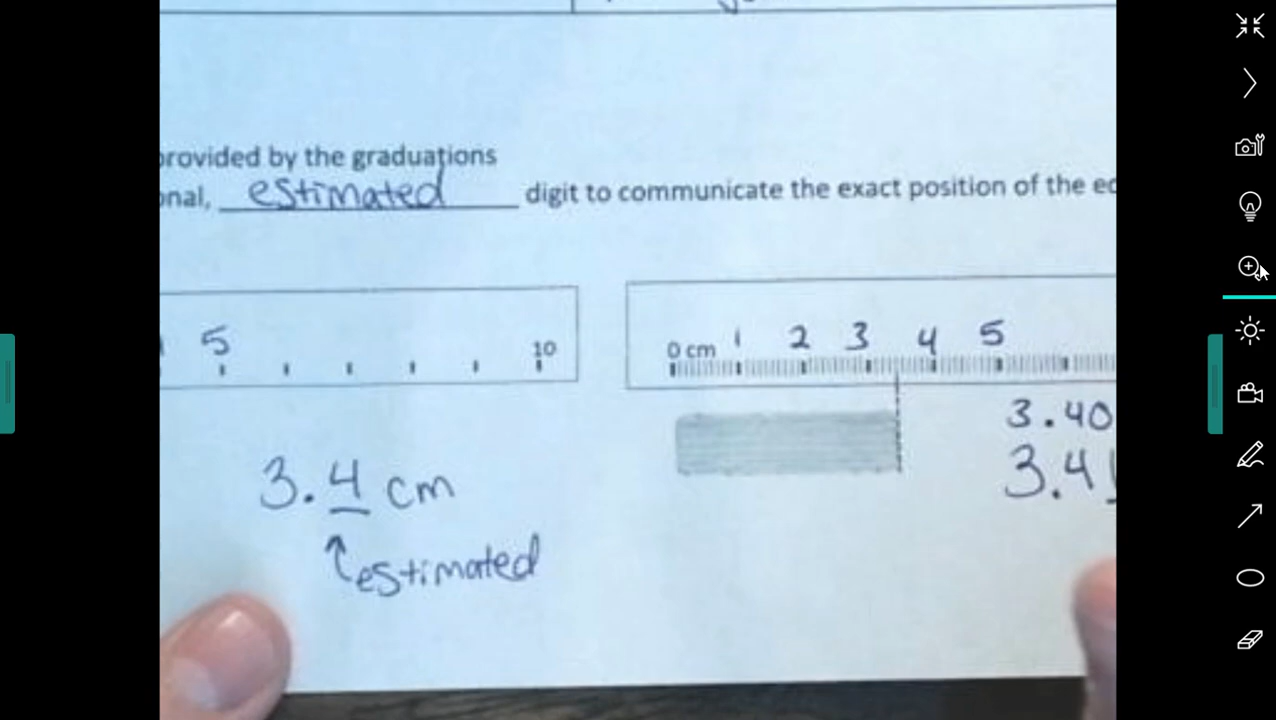 provided by the graduations
onal, estimated digit to communicate the exact position of the
5 10
0 cm 1 2 3 4 5
3.40
3.4
3.4 cm
estimated